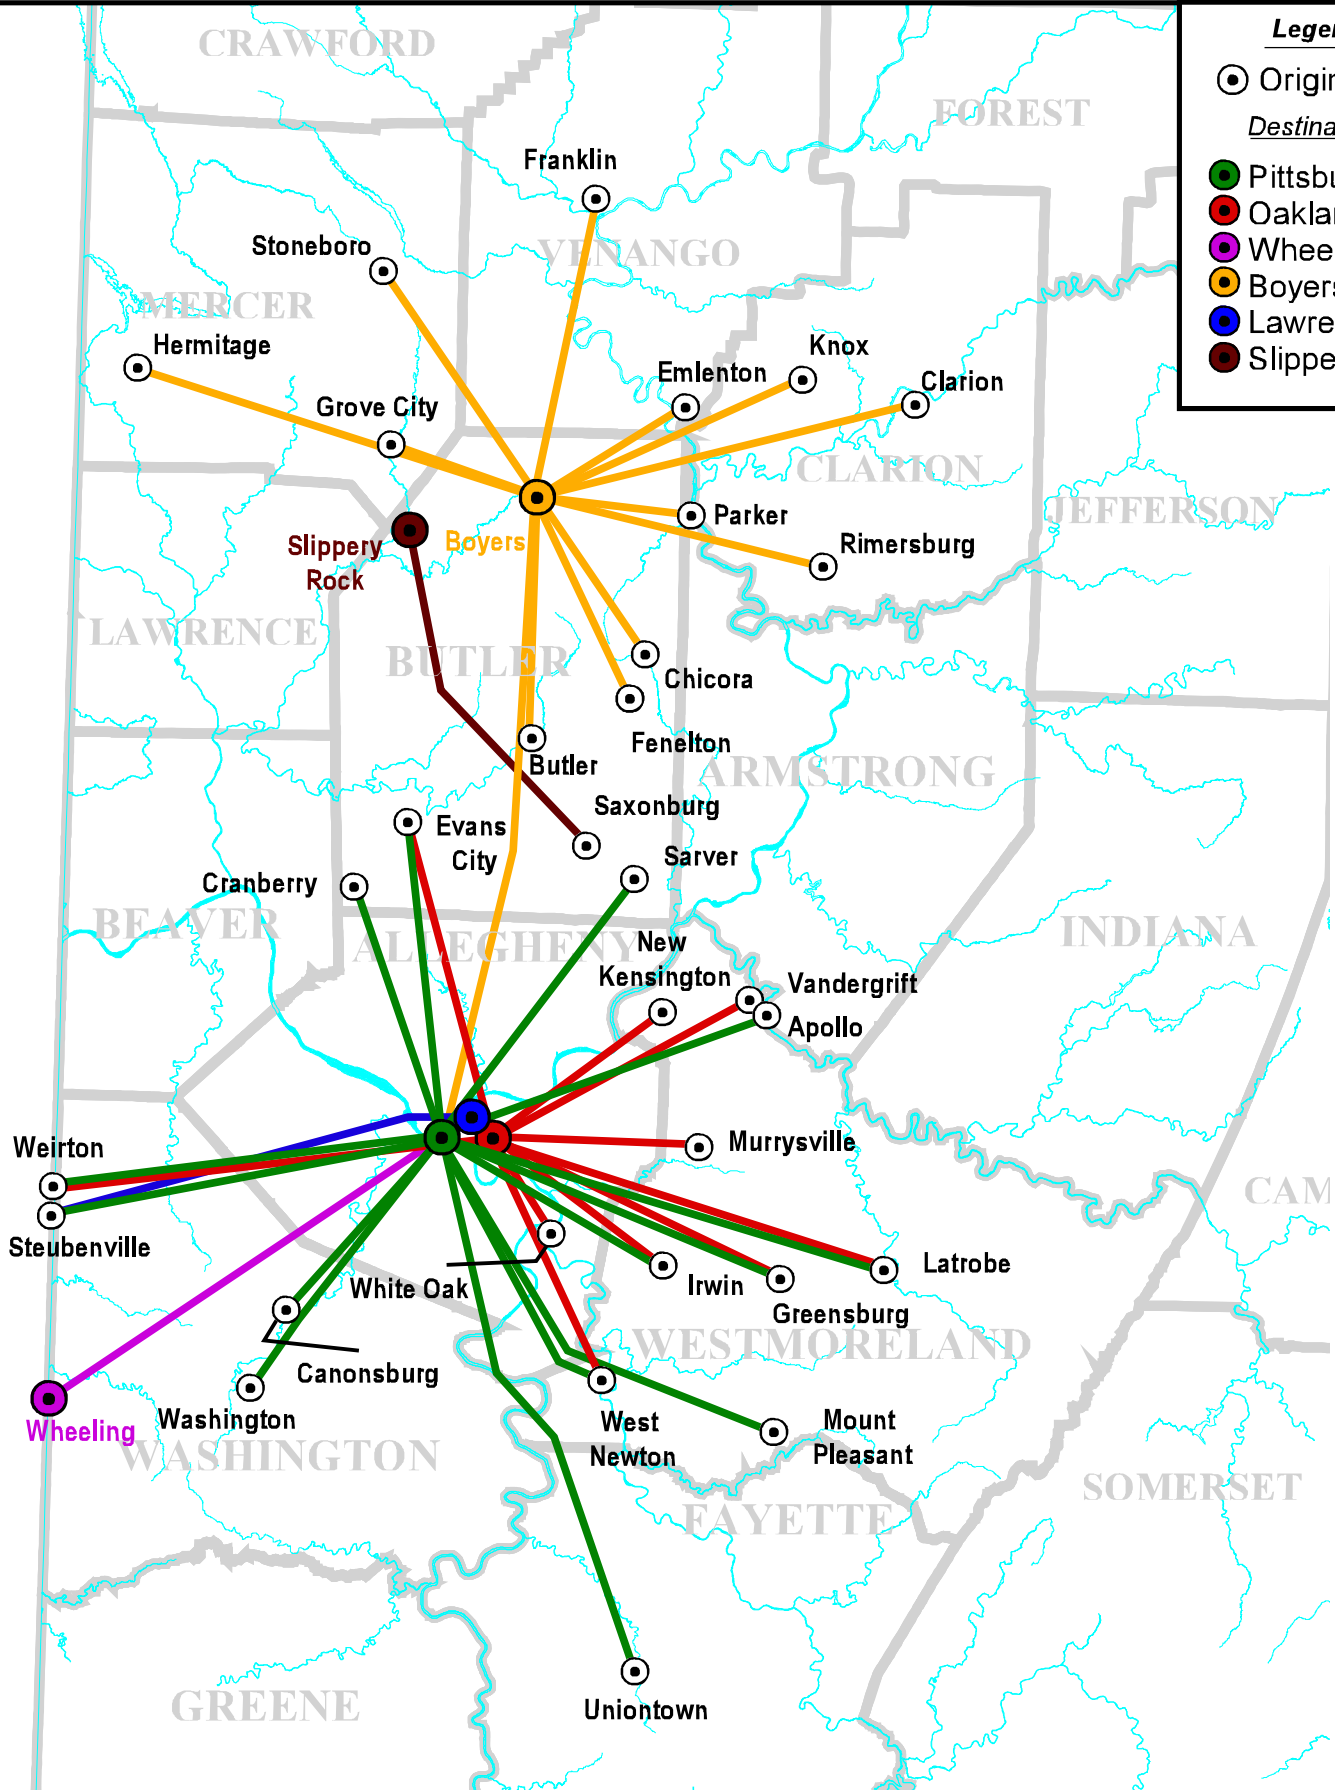 CRAWFORD
Legen
Origin
FOREST
Destina
Franklin
Pittsbu
Oaklan
Stoneboro
VENANGO
Wheel
Boyers
MERCER
Lawre
Hermitage
Knox
Slippe
Emlenton
Clarion
Grove City
CLARION
JEFFERSON
Parker
Slippery
Rock
Boyers
Rimersburg
LAWRENCE
BUTLER
Chicora
Fenelton
Butler
ARMSTRONG
Saxonburg
Evans
City
Sarver
Cranberry
BEAVER
ALLEGHENY
INDIANA
New
Kensington
Vandergrift
Apollo
Weirton
Murrysville
CAM
Steubenville
White Oak
Irwin
Latrobe
Greensburg
WESTMORELAND
Canonsburg
Washington
Wheeling
West
Newton
Mount
Pleasant
WASHINGTON
SOMERSET
FAYETTE
GREENE
Uniontown